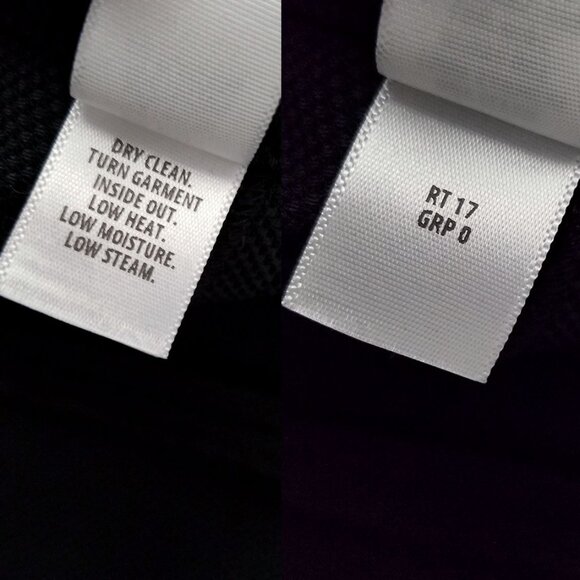 DRY CLEAN.
TURN GARMENT
INSIDE OUT.
LOW HEAT.
LOW MOISTURE.
LOW STEAM.
RT 17
GRP 0